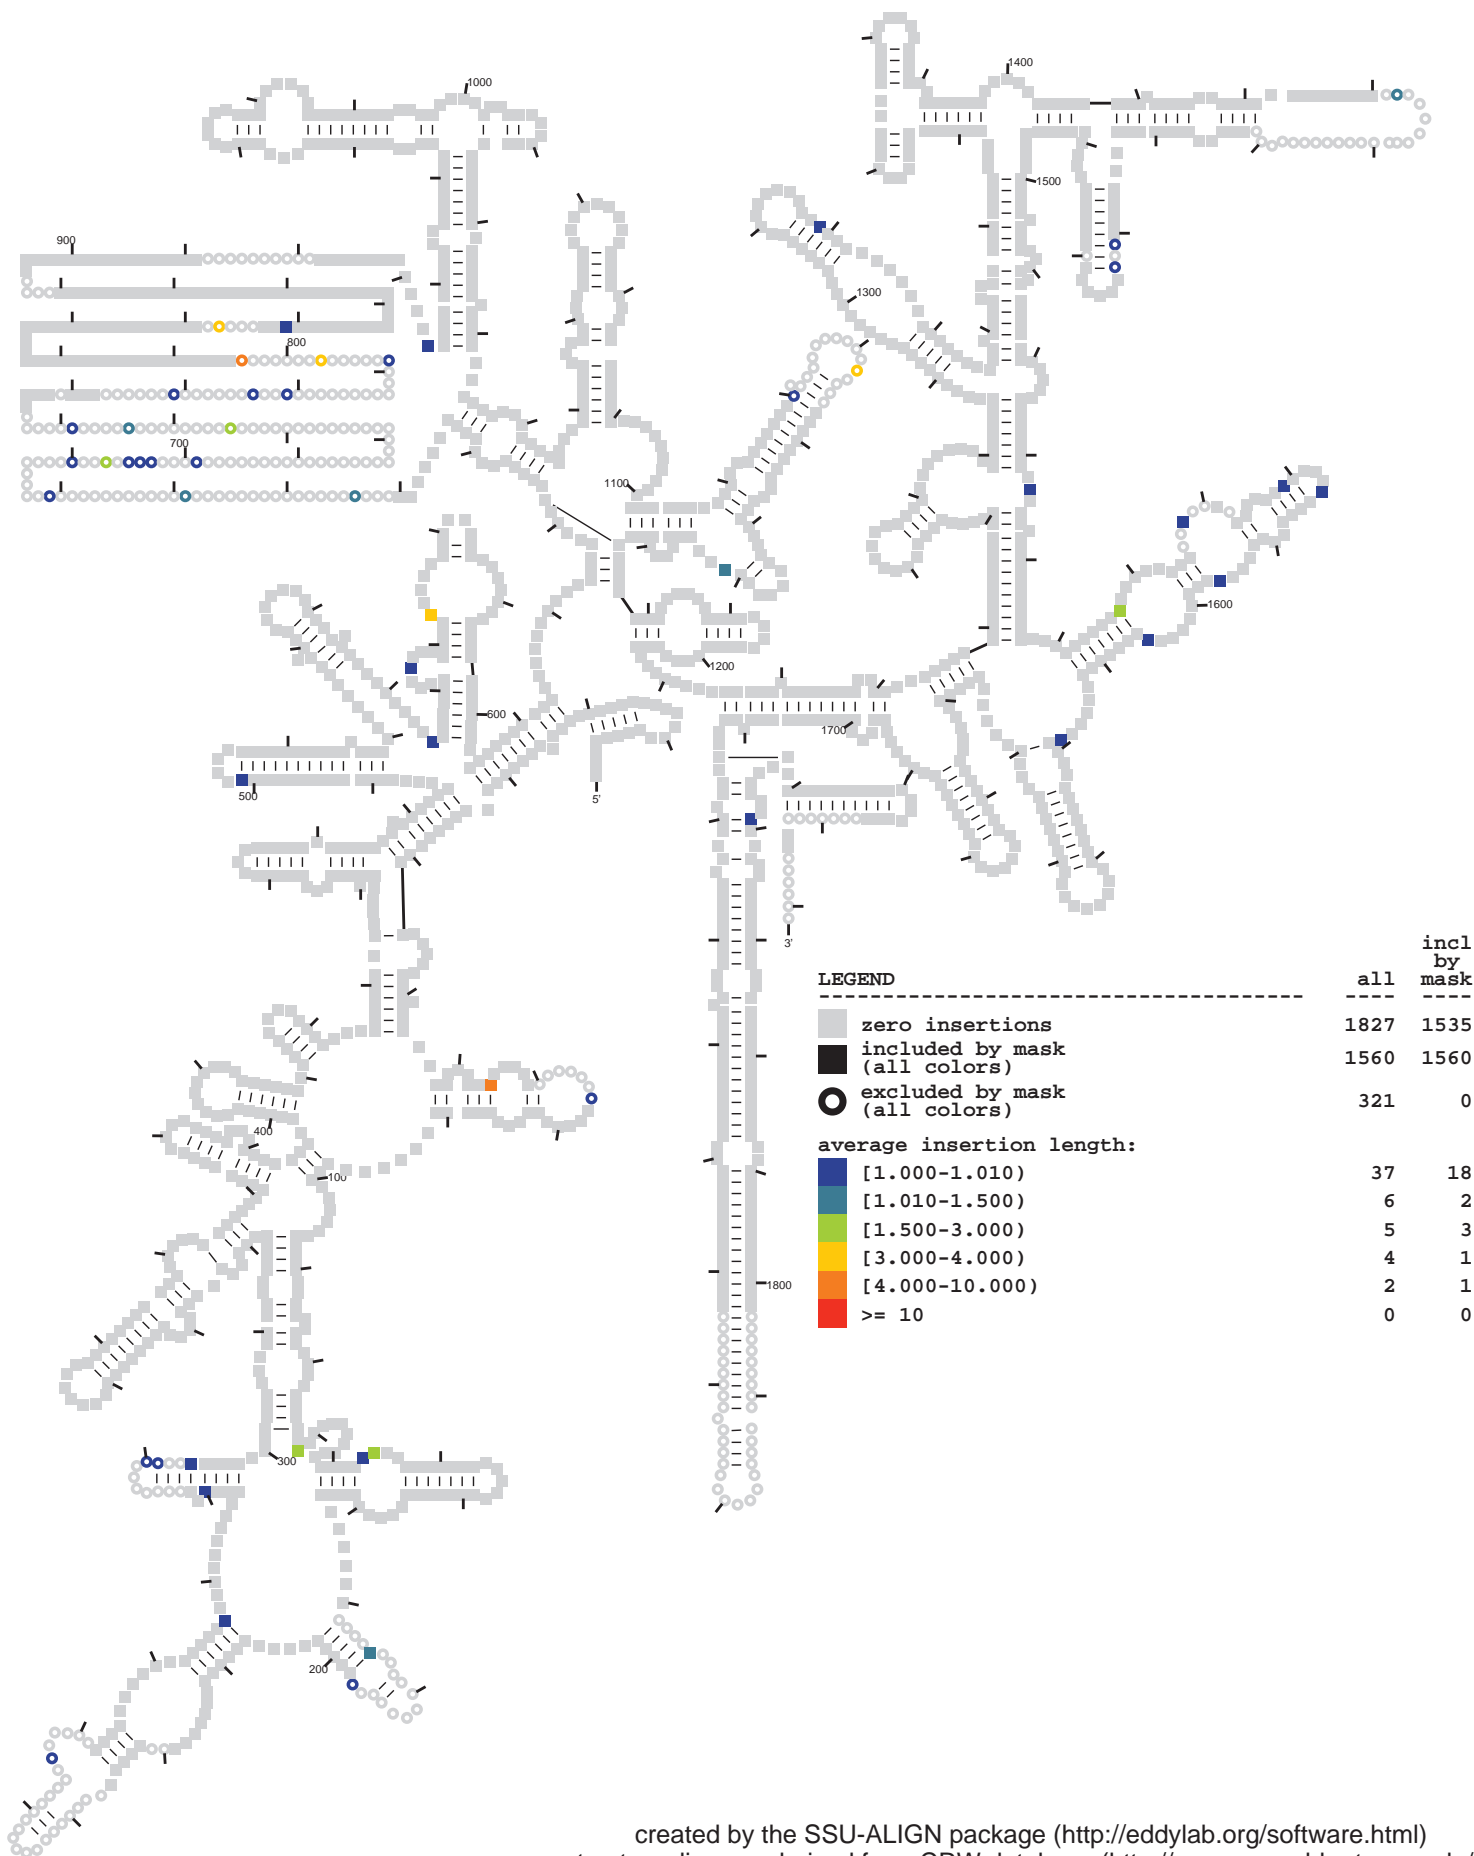 1000
1400
1500
900
1300
800
700
1100
1600
1200
600
1700
500
5'
3'
400
100
1800
300
200
incl
by
LEGEND all mask
zero insertions 1827 1535
included by mask
(all colors) 1560 1560
excluded by mask
(all colors) 321 0
average insertion length:
[1.000-1.010) 37 18
[1.010-1.500) 6 2
[1.500-3.000) 5 3
[3.000-4.000) 4 1
[4.000-10.000) 2 1
>= 10 0 0
created by the SSU-ALIGN package (http://eddylab.org/software.html)